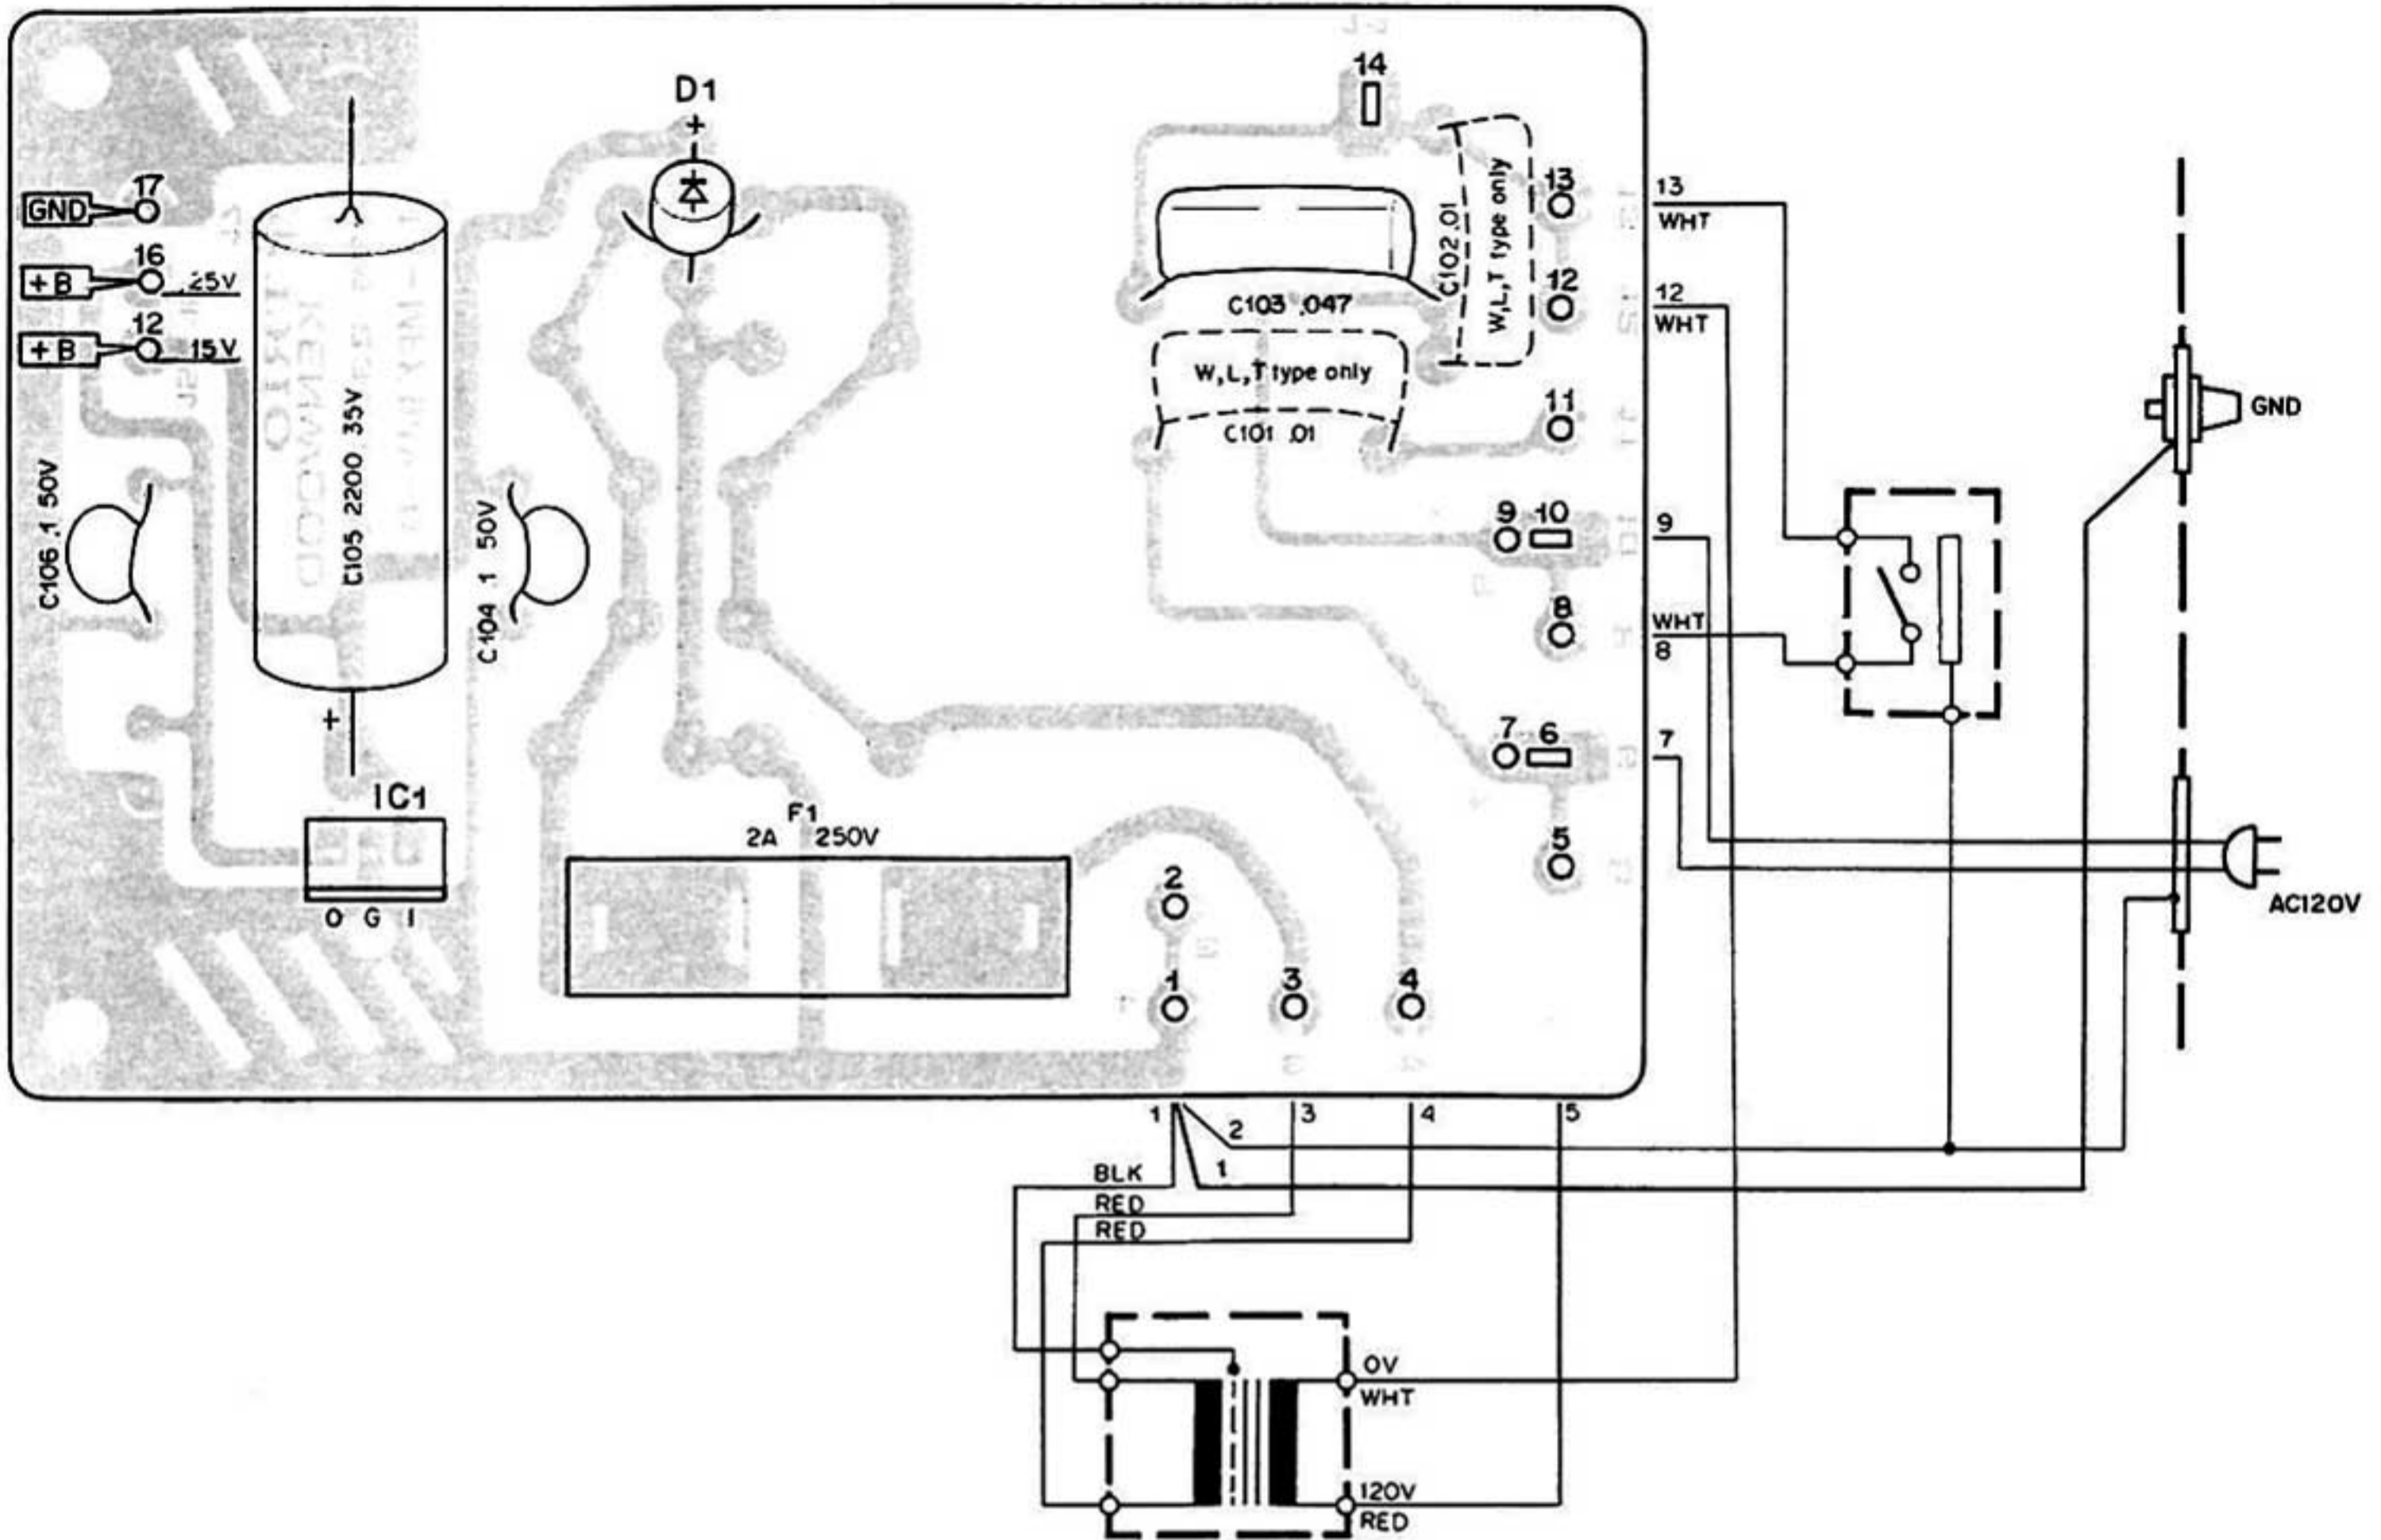 14
D1
+
17
GND
16
+B
25V
12
+B
15V
C105 2200 35V
+
C106 .1 50V
C104 .1 50V
IC1
O G I
F1
2A 250V
C103 .047
W,L,T type only
C101 .01
C102 .01
W,L,T type only
13
12
11
9 10
8
7 6
5
2
1
3
4
13
WHT
12
WHT
9
WHT
8
7
GND
AC120V
1
2
1
3
4
5
BLK
RED
RED
0V
WHT
120V
RED